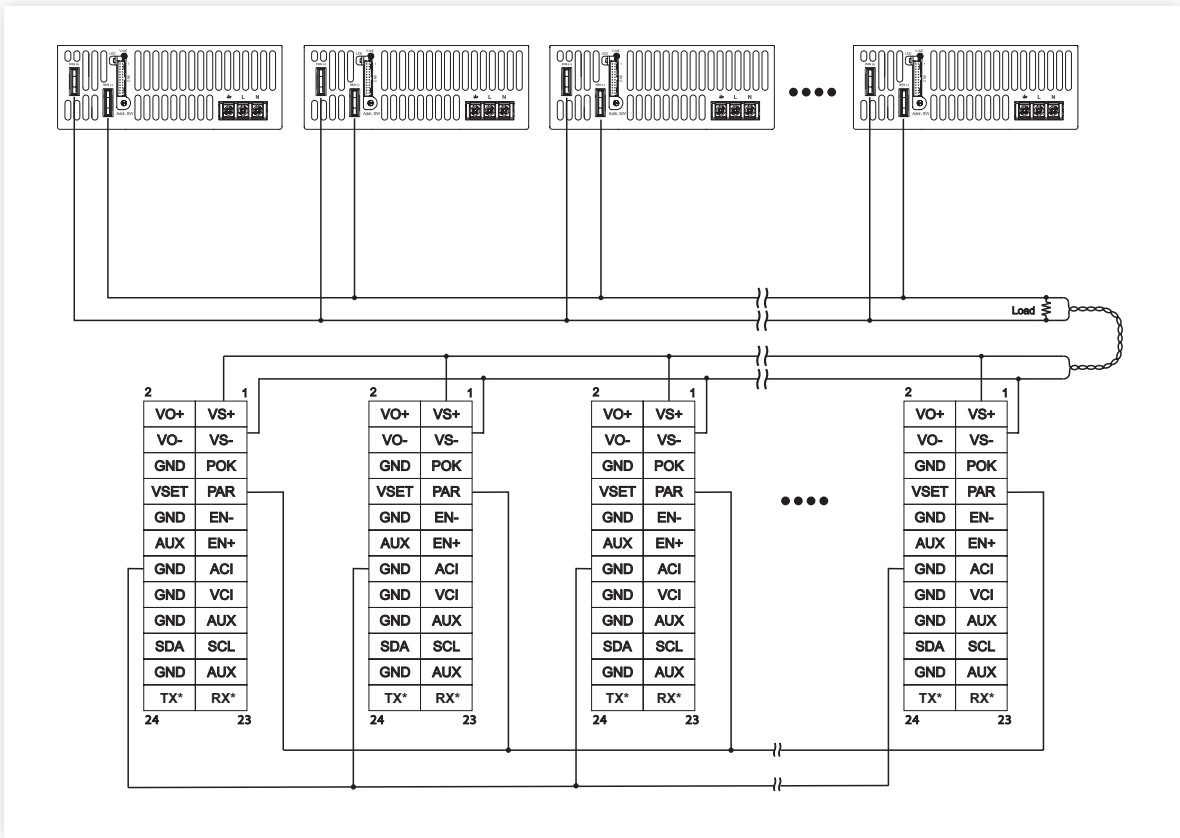 L N L N L N L N
Load
2 1 2 1 2 1 2 1
VO+ VS+ VO+ VS+ VO+ VS+ VO+ VS+
VO- VS- VO- VS- VO- VS- VO- VS-
GND POK GND POK GND POK GND POK
VSET PAR VSET PAR VSET PAR VSET PAR
GND EN- GND EN- GND EN- GND EN-
AUX EN+ AUX EN+ AUX EN+ AUX EN+
GND ACI GND ACI GND ACI GND ACI
GND VCI GND VCI GND VCI GND VCI
GND AUX GND AUX GND AUX GND AUX
SDA SCL SDA SCL SDA SCL SDA SCL
GND AUX GND AUX GND AUX GND AUX
TX* RX* TX* RX* TX* RX* TX* RX*
24 23 24 23 24 23 24 23